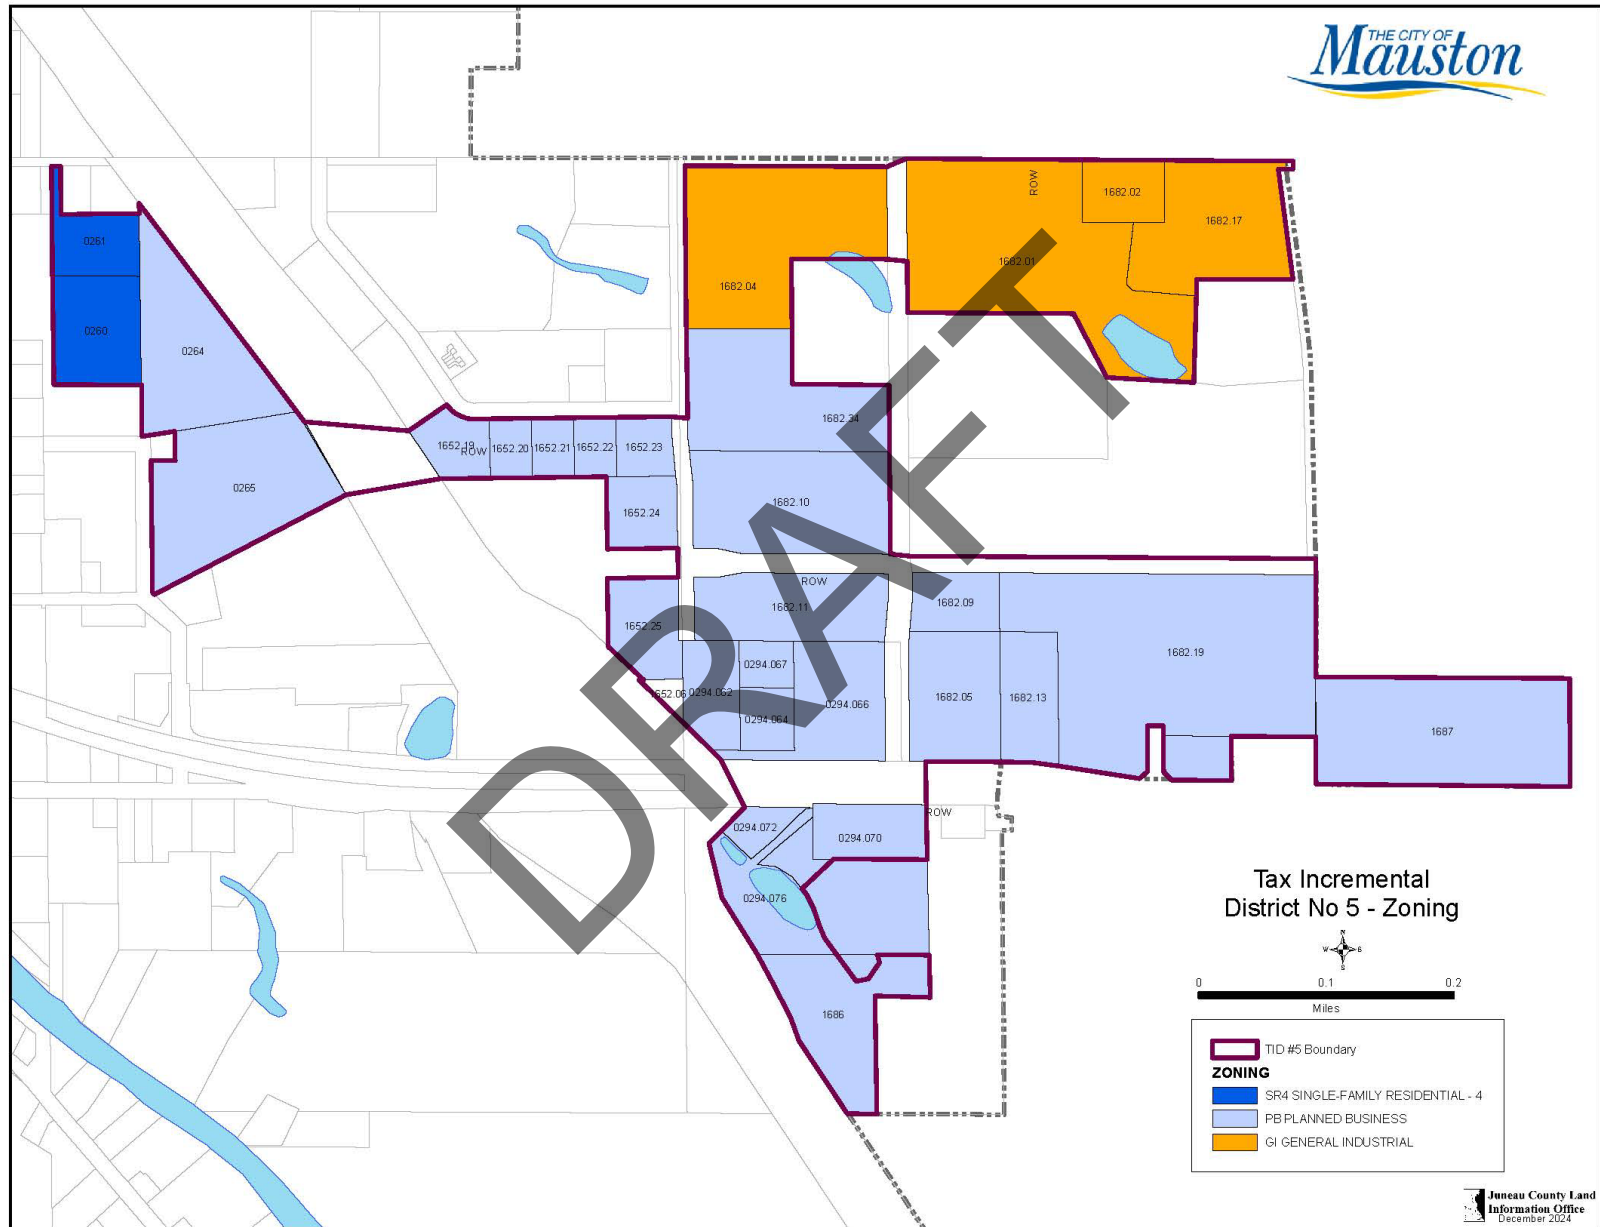 THE CITY OF
Mauston
ROW
1682.02
1682.17
0261
1682.01
1682.04
0260
0264
1682.34
1652.19
ROW
1652.20
1652.21
1652.22
1652.23
0265
1682.10
1652.24
ROW
1682.09
1682.11
1652.25
1682.19
0294.067
1652.06
0294.062
0294.066
1682.05
1682.13
0294.064
1687
ROW
0294.072
0294.070
0294.076
1686
DRAFT
Tax Incremental
District No 5 - Zoning
N
W E
S
0 0.1 0.2
Miles
TID #5 Boundary
ZONING
SR4 SINGLE-FAMILY RESIDENTIAL - 4
PB PLANNED BUSINESS
GI GENERAL INDUSTRIAL
Juneau County Land
Information Office
December 2024